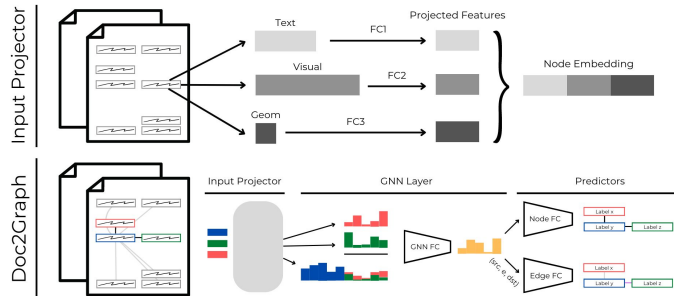 Input Projector
Text
Projected Features
FC1
Visual
Node Embedding
FC2
Geom
FC3
Doc2Graph
Input Projector
GNN Layer
Predictors
Node FC
Label x
Label y
Label z
GNN FC
(src, e, dst)
Edge FC
Label x
Label y
Label z